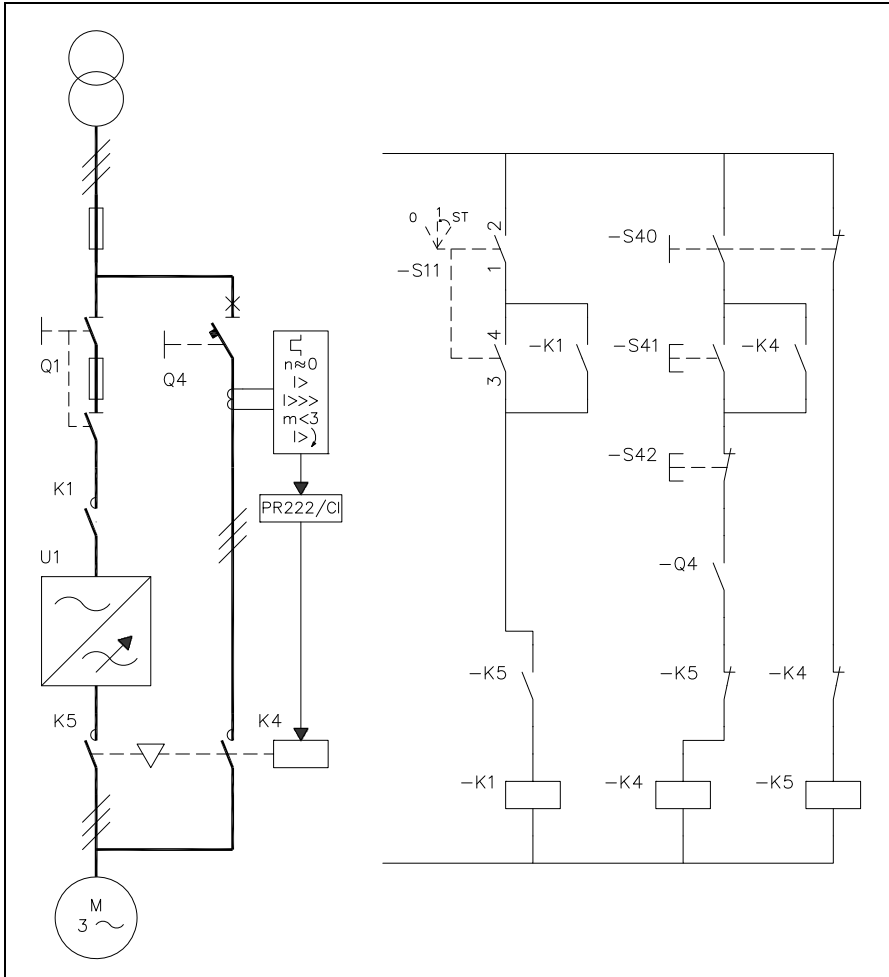 Q1
Q4
n≈0
I>
I>>>
m<3
I>
K1
PR222/CI
U1
K5
K4
M
3
0
1
ST
2
-S11
1
4
-K1
3
-S40
-S41
-K4
-S42
-Q4
-K5
-K5
-K4
-K1
-K4
-K5